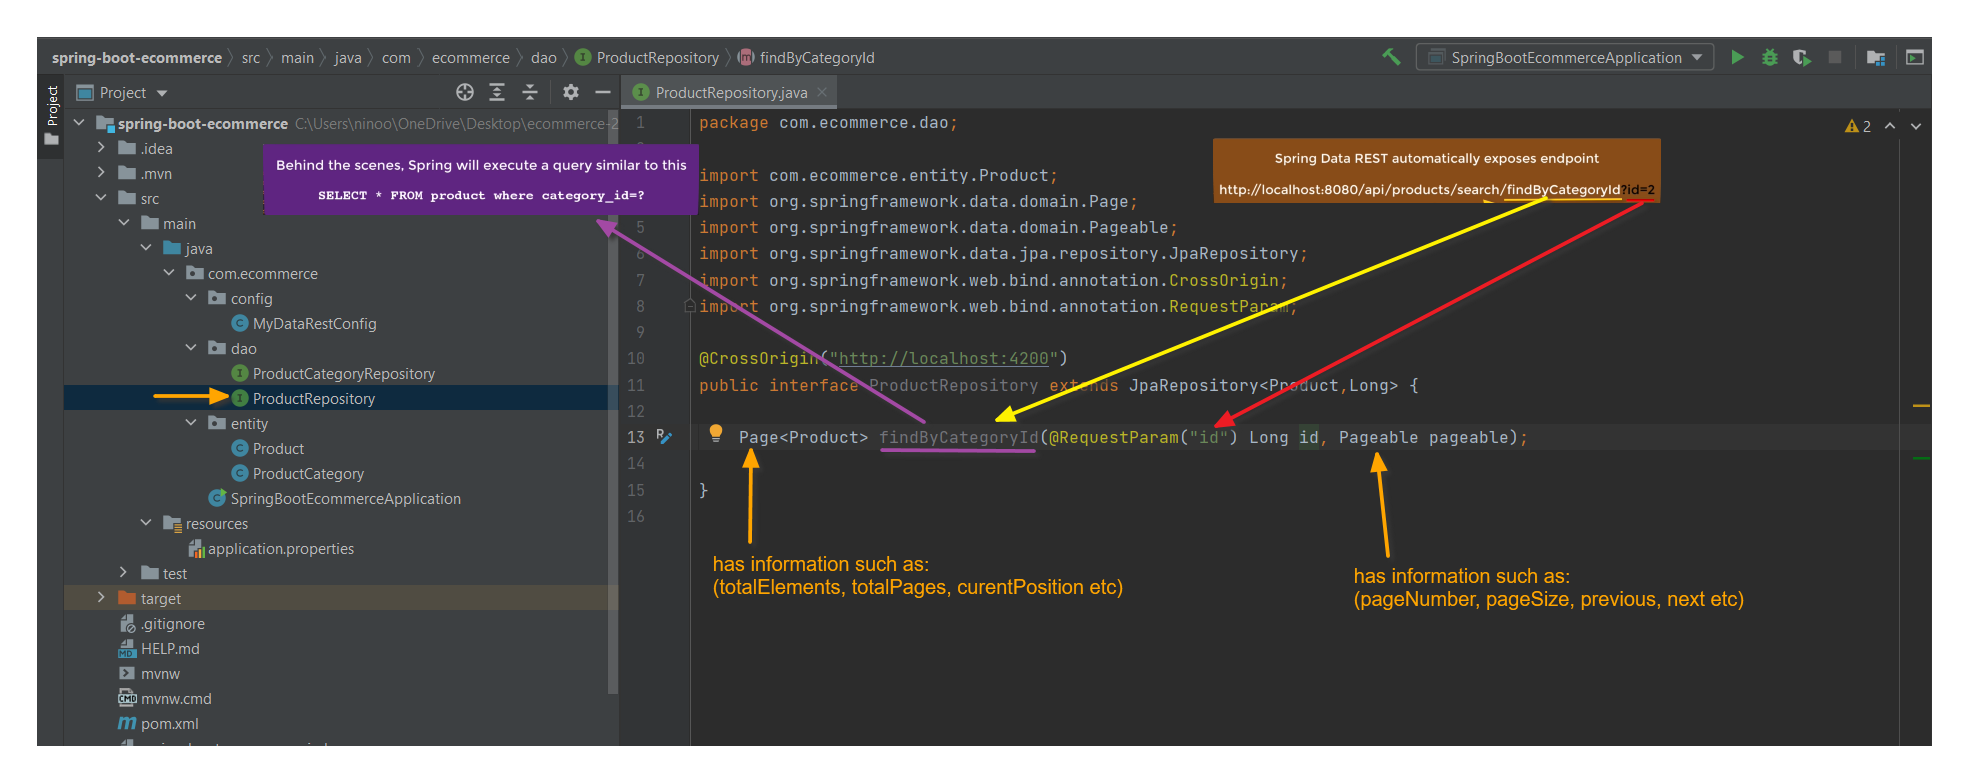 spring-boot-ecommerce 〉 src 〉 main 〉 java 〉 com 〉 ecommerce 〉 dao 〉 ProductRepository 〉 findByCategoryId
SpringBootEcommerceApplication
Project
Project
spring-boot-ecommerce C:\Users\ninoo\OneDrive\Desktop\ecommerce-2
.idea
.mvn
src
main
java
com.ecommerce
config
MyDataRestConfig
dao
ProductCategoryRepository
ProductRepository
entity
Product
ProductCategory
SpringBootEcommerceApplication
resources
application.properties
test
target
.gitignore
HELP.md
mvnw
mvnw.cmd
pom.xml
ProductRepository.java
2
1 package com.ecommerce.dao;
Behind the scenes, Spring will execute a query similar to this
SELECT * FROM product where category_id=?
Spring Data REST automatically exposes endpoint
http://localhost:8080/api/products/search/findByCategoryId?id=2
import com.ecommerce.entity.Product;
import org.springframework.data.domain.Page;
5 import org.springframework.data.domain.Pageable;
6 import org.springframework.data.jpa.repository.JpaRepository;
7 import org.springframework.web.bind.annotation.CrossOrigin;
8 import org.springframework.web.bind.annotation.RequestParam;
9
10 @CrossOrigin("http://localhost:4200")
11 public interface ProductRepository extends JpaRepository<Product,Long> {
12
13 Page<Product> findByCategoryId(@RequestParam("id") Long id, Pageable pageable);
14
15 }
16
has information such as:
(totalElements, totalPages, curentPosition etc)
has information such as:
(pageNumber, pageSize, previous, next etc)